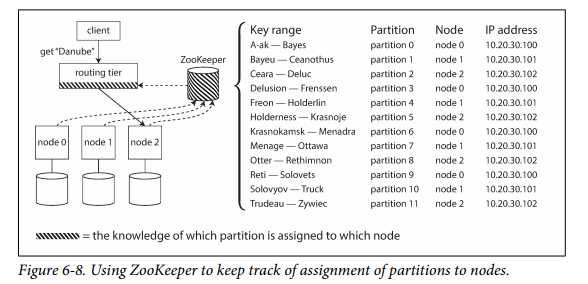 client
get "Danube"
routing tier
ZooKeeper
node 0 node 1 node 2
Key range Partition Node IP address
A-ak — Bayes partition 0 node 0 10.20.30.100
Bayeu — Ceanothus partition 1 node 1 10.20.30.101
Ceara — Deluc partition 2 node 2 10.20.30.102
Delusion — Frenssen partition 3 node 0 10.20.30.100
Freon — Holderlin partition 4 node 1 10.20.30.101
Holderness — Krasnoje partition 5 node 2 10.20.30.102
Krasnokamsk — Menadra partition 6 node 0 10.20.30.100
Menage — Ottawa partition 7 node 1 10.20.30.101
Otter — Rethimnon partition 8 node 2 10.20.30.102
Reti — Solovets partition 9 node 0 10.20.30.100
Solovyov — Truck partition 10 node 1 10.20.30.101
Trudeau — Zywiec partition 11 node 2 10.20.30.102
= the knowledge of which partition is assigned to which node
Figure 6-8. Using ZooKeeper to keep track of assignment of partitions to nodes.